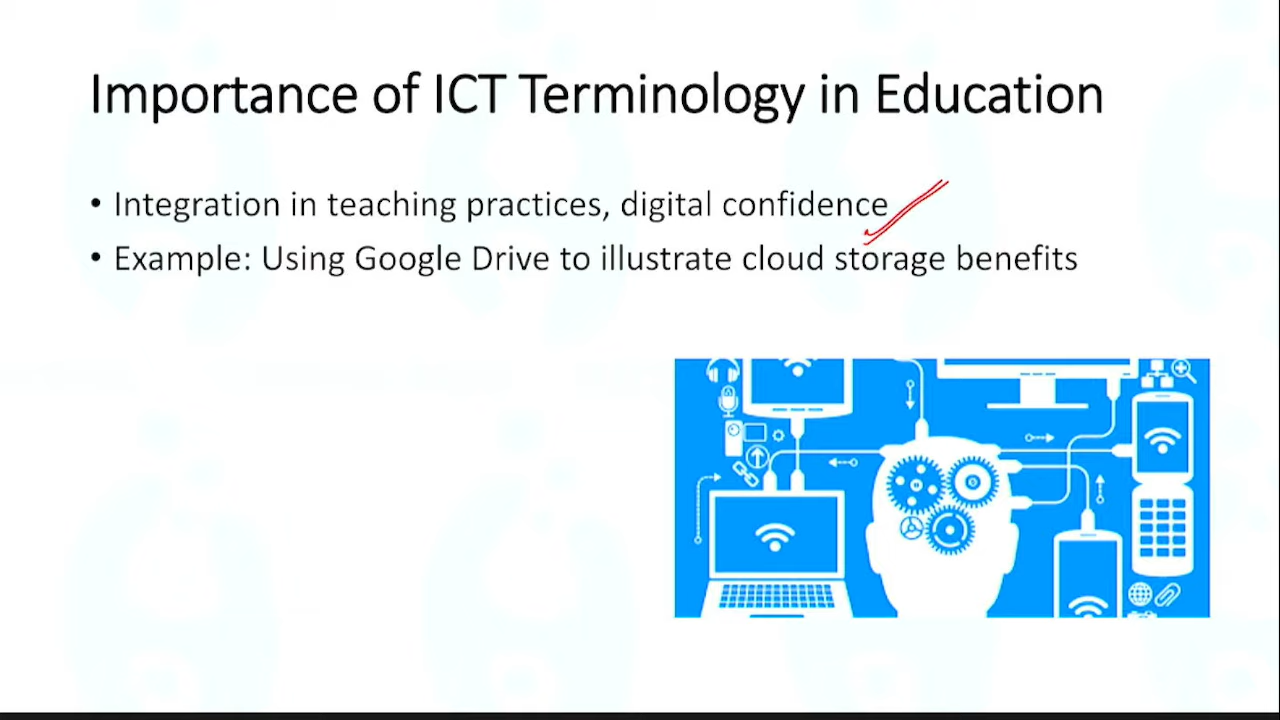 Importance of ICT Terminology in Education
• Integration in teaching practices, digital confidence
• Example: Using Google Drive to illustrate cloud storage benefits